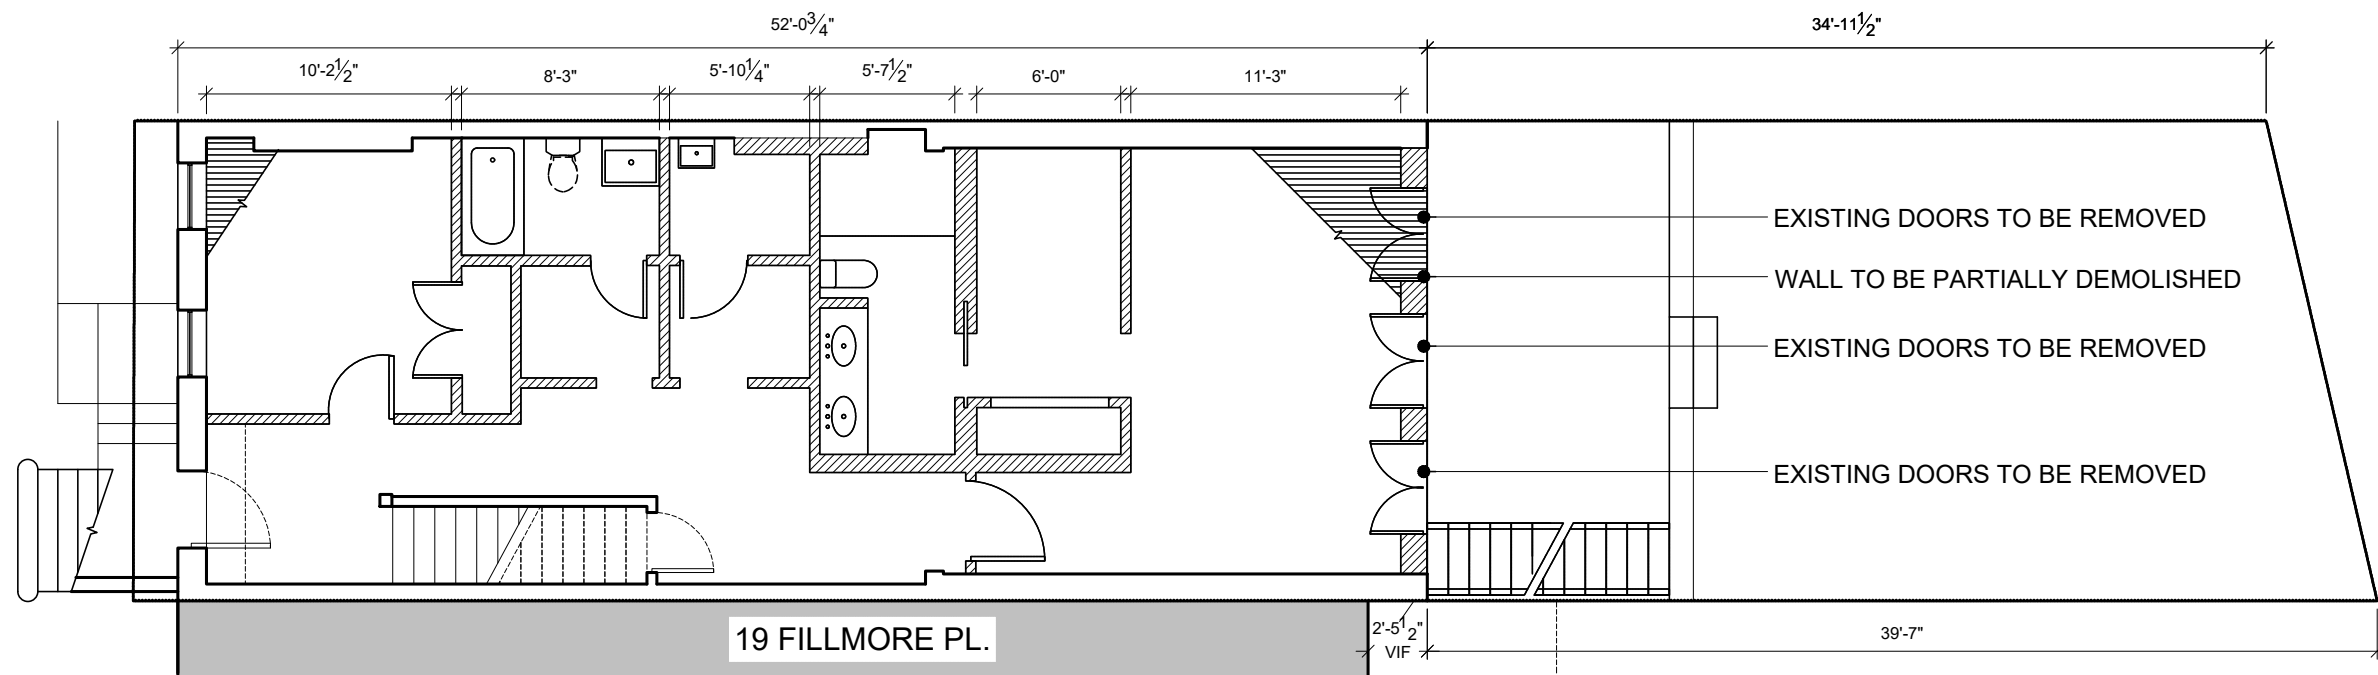 52'-0¾" 34'-11½"
10'-2½" 8'-3" 5'-10¼" 5'-7½" 6'-0" 11'-3"
EXISTING DOORS TO BE REMOVED
WALL TO BE PARTIALLY DEMOLISHED
EXISTING DOORS TO BE REMOVED
EXISTING DOORS TO BE REMOVED
19 FILLMORE PL. 2'-5½" 39'-7"
VIF